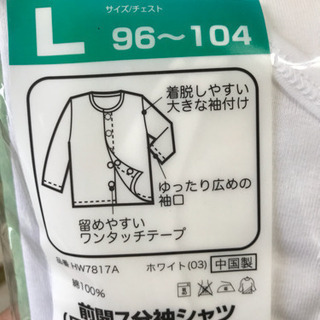 サイズ/チェスト
L 96～104
着脱しやすい
大きな袖付け
ゆったり広めの
袖口
留めやすい
ワンタッチテープ
品番 HW7817A ホワイト(03) 中国製
綿100%
前開7分袖シャツ